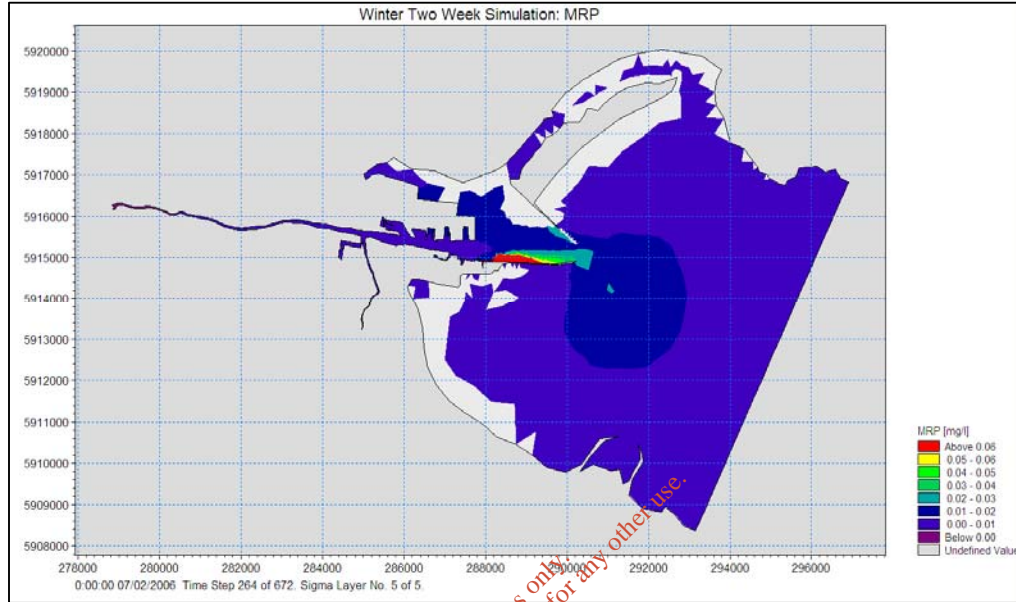 Winter Two Week Simulation: MRP
5920000
5919000
5918000
5917000
5916000
5915000
5914000
5913000
5912000
5911000
5910000
5909000
5908000
278000 280000 282000 284000 286000 288000 290000 292000 294000 296000
0:00:00 07/02/2006 Time Step 264 of 672. Sigma Layer No. 5 of 5.
MRP [mg/l]
Above 0.06
0.05 - 0.06
0.04 - 0.05
0.03 - 0.04
0.02 - 0.03
0.01 - 0.02
0.00 - 0.01
Below 0.00
Undefined Value
only
for any other use.